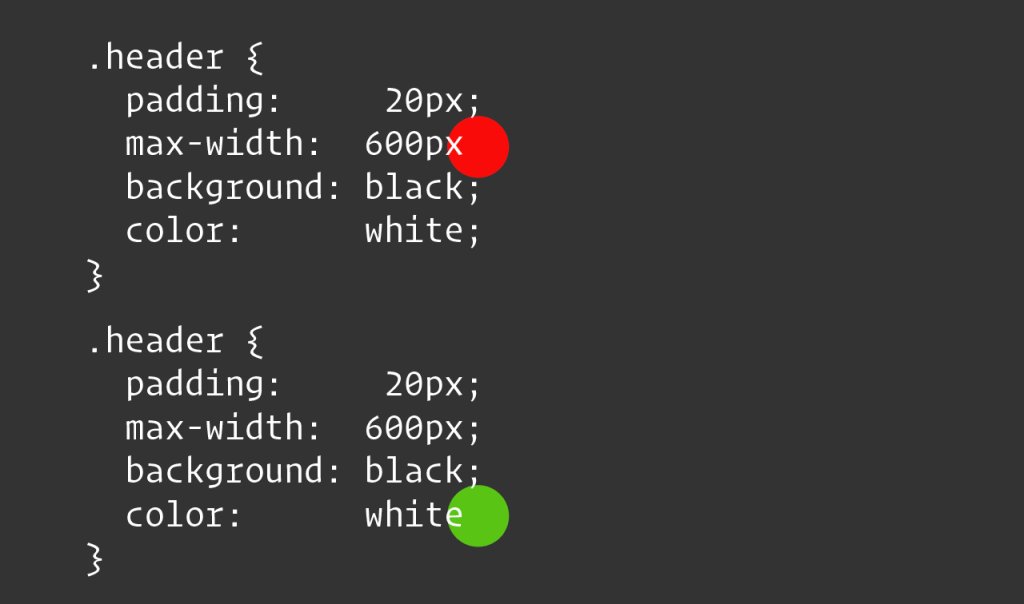 .header {
  padding:     20px;
  max-width:  600px
  background: black;
  color:      white;
}
.header {
  padding:     20px;
  max-width:  600px;
  background: black;
  color:      white
}